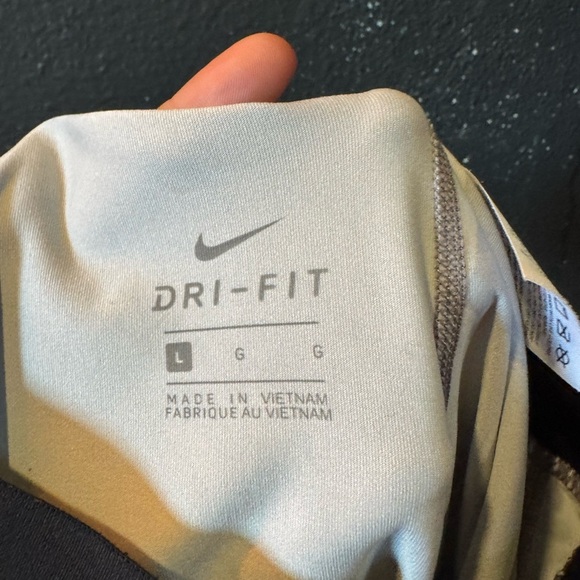 DRI-FIT
L G G
MADE IN VIETNAM
FABRIQUE AU VIETNAM